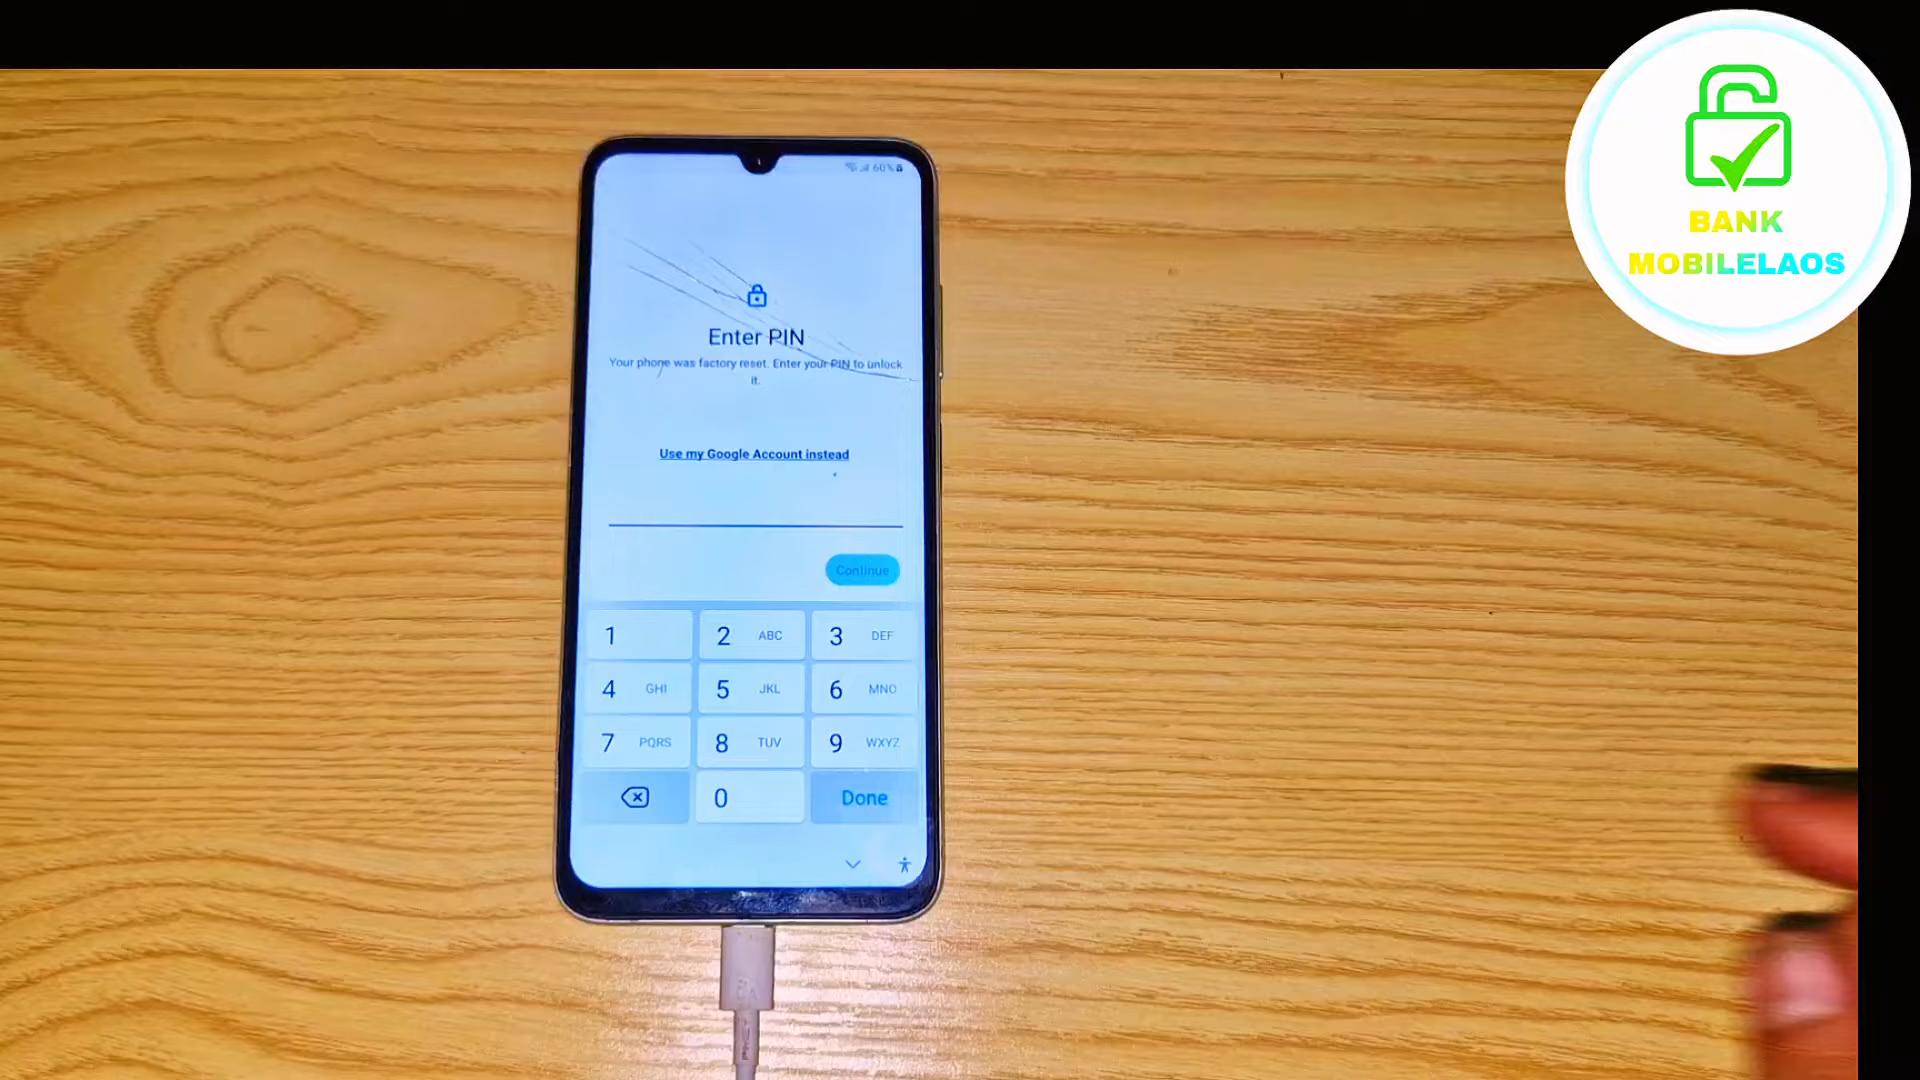 BANK
MOBILELAOS
60%
Enter PIN
Your phone was factory reset. Enter your PIN to unlock
it.
Use my Google Account instead
Continue
1
2 ABC
3 DEF
4 GHI
5 JKL
6 MNO
7 PQRS
8 TUV
9 WXYZ
0
Done